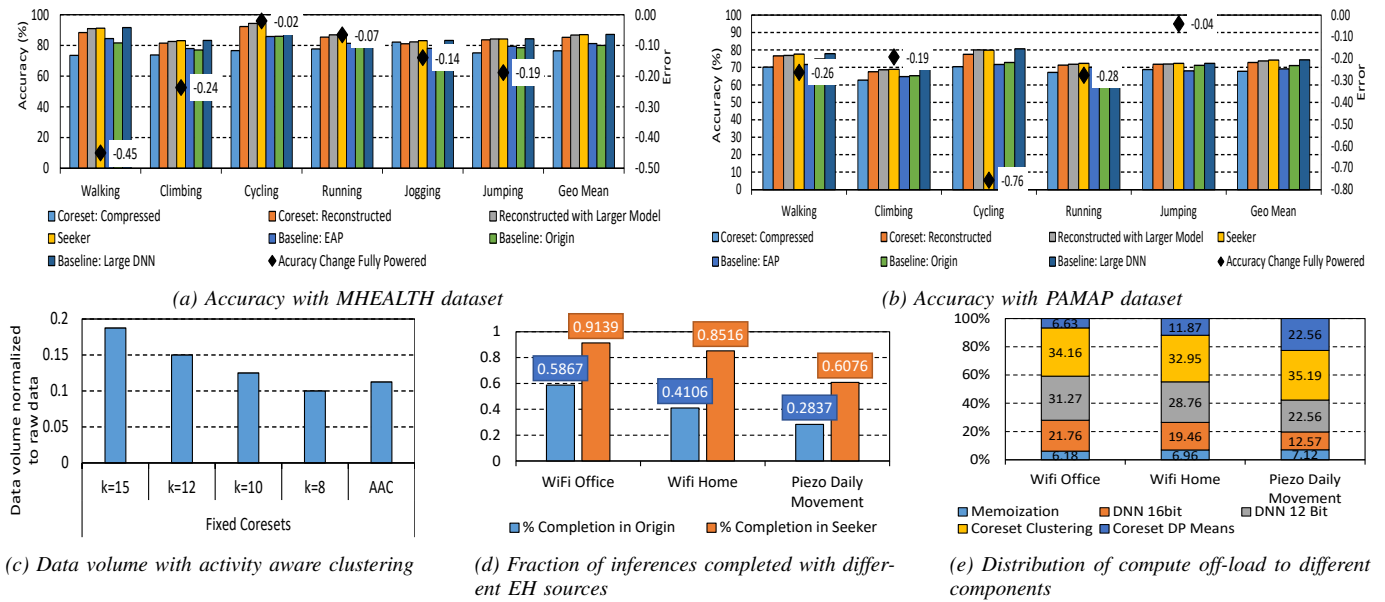 Accuracy (%)
100
80
60
40
20
0
0.00
-0.10
-0.20
-0.30
-0.40
-0.50
Error
-0.45
-0.24
-0.02
-0.07
-0.14
-0.19
Walking Climbing Cycling Running Jogging Jumping Geo Mean
Coreset: Compressed Coreset: Reconstructed Reconstructed with Larger Model
Seeker Baseline: EAP Baseline: Origin
Baseline: Large DNN Acuracy Change Fully Powered
(a) Accuracy with MHEALTH dataset
Accuracy (%)
100
90
80
70
60
50
40
30
20
10
0
0.00
-0.10
-0.20
-0.30
-0.40
-0.50
-0.60
-0.70
-0.80
Error
-0.26
-0.19
-0.76
-0.28
-0.04
Walking Climbing Cycling Running Jumping Geo Mean
Coreset: Compressed Coreset: Reconstructed Reconstructed with Larger Model Seeker
Baseline: EAP Baseline: Origin Baseline: Large DNN Accuracy Change Fully Powered
(b) Accuracy with PAMAP dataset
Data volume normalized
to raw data
0.2
0.15
0.1
0.05
0
k=15 k=12 k=10 k=8 AAC
Fixed Coresets
(c) Data volume with activity aware clustering
1
0.8
0.6
0.4
0.2
0
0.5867
0.9139
0.4106
0.8516
0.2837
0.6076
WiFi Office Wifi Home Piezo Daily
Movement
% Completion in Origin % Completion in Seeker
(d) Fraction of inferences completed with differ-
ent EH sources
100%
80%
60%
40%
20%
0%
6.63
34.16
31.27
21.76
6.18
11.87
32.95
28.76
19.46
6.96
22.56
35.19
22.56
12.57
7.12
Wifi Office Wifi Home Piezo Daily
Movement
Memoization DNN 16bit DNN 12 Bit
Coreset Clustering Coreset DP Means
(e) Distribution of compute off-load to different
components